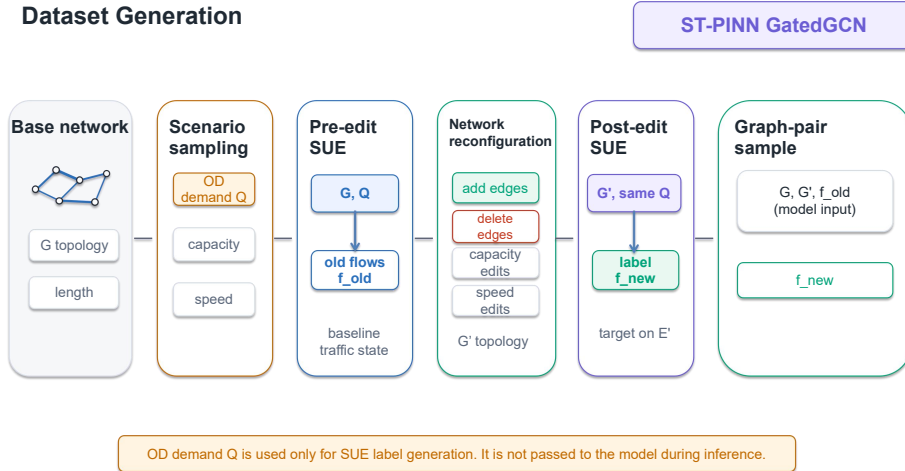 Dataset Generation
ST-PINN GatedGCN
Base network
G topology
length
Scenario
sampling
OD
demand Q
capacity
speed
Pre-edit
SUE
G, Q
old flows
f_old
baseline
traffic state
Network
reconfiguration
add edges
delete
edges
capacity
edits
speed
edits
G' topology
Post-edit
SUE
G', same Q
label
f_new
target on E'
Graph-pair
sample
G, G', f_old
(model input)
f_new
OD demand Q is used only for SUE label generation. It is not passed to the model during inference.